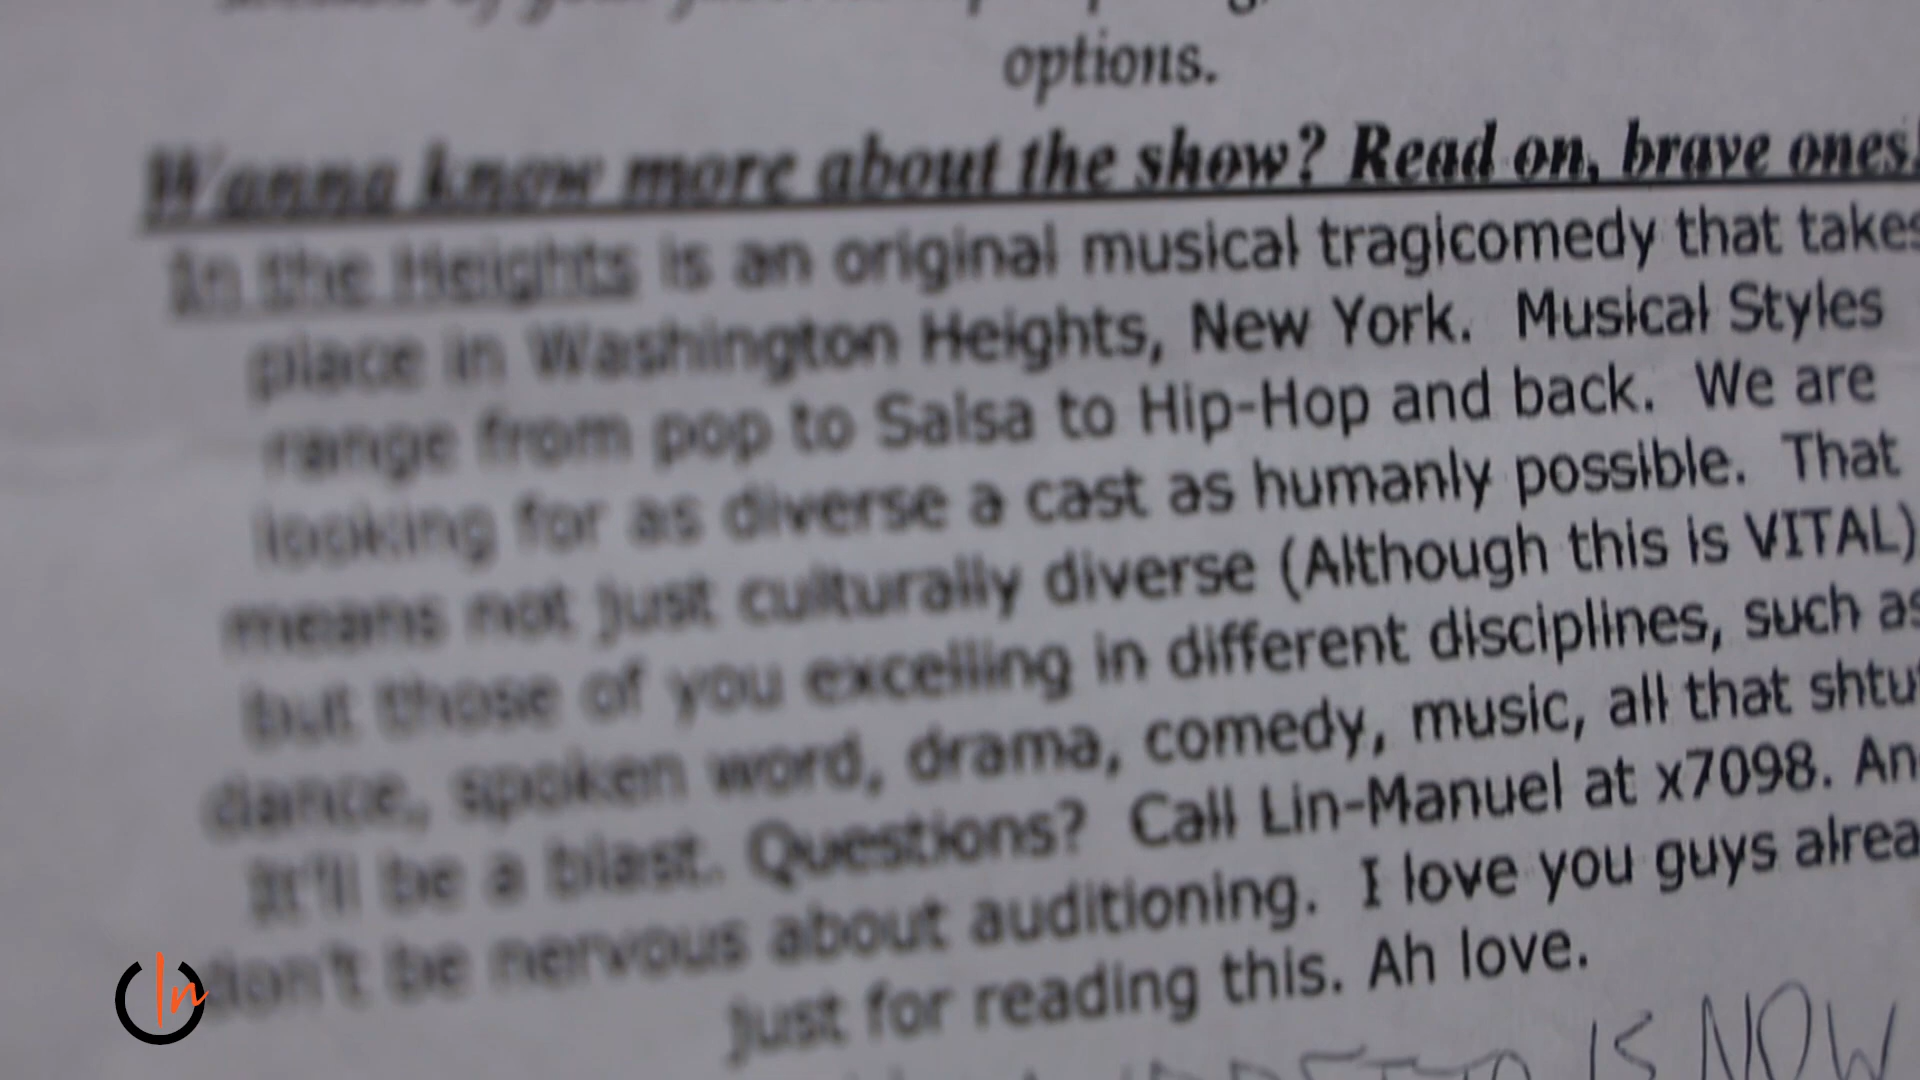 options.
Wanna know more about the show? Read on, brave ones!
In the Heights is an original musical tragicomedy that takes
place in Washington Heights, New York. Musical Styles
range from pop to Salsa to Hip-Hop and back. We are
looking for as diverse a cast as humanly possible. That
means not just culturally diverse (Although this is VITAL)
but those of you excelling in different disciplines, such as
dance, spoken word, drama, comedy, music, all that
It'll be a blast. Questions? Call Lin-Manuel at x7098.
don't be nervous about auditioning. I love you guys
just for reading this. Ah love.
IS NOW
In